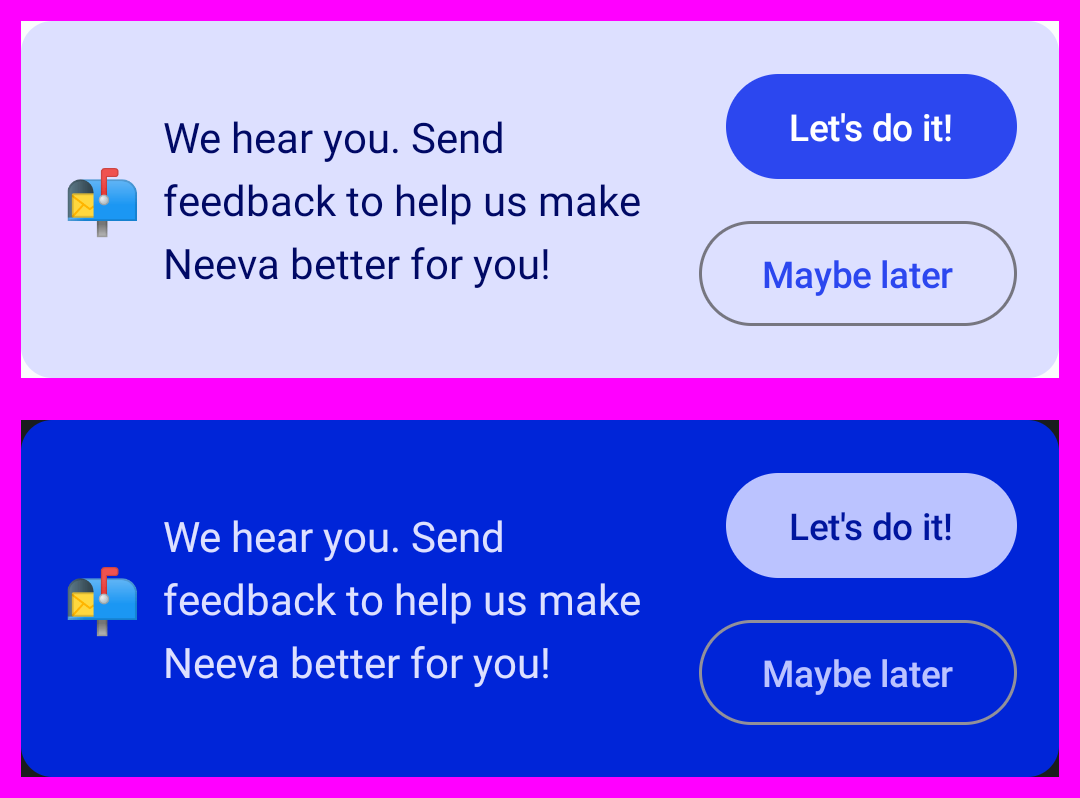 We hear you. Send
feedback to help us make
Neeva better for you!
Let's do it!
Maybe later
We hear you. Send
feedback to help us make
Neeva better for you!
Let's do it!
Maybe later